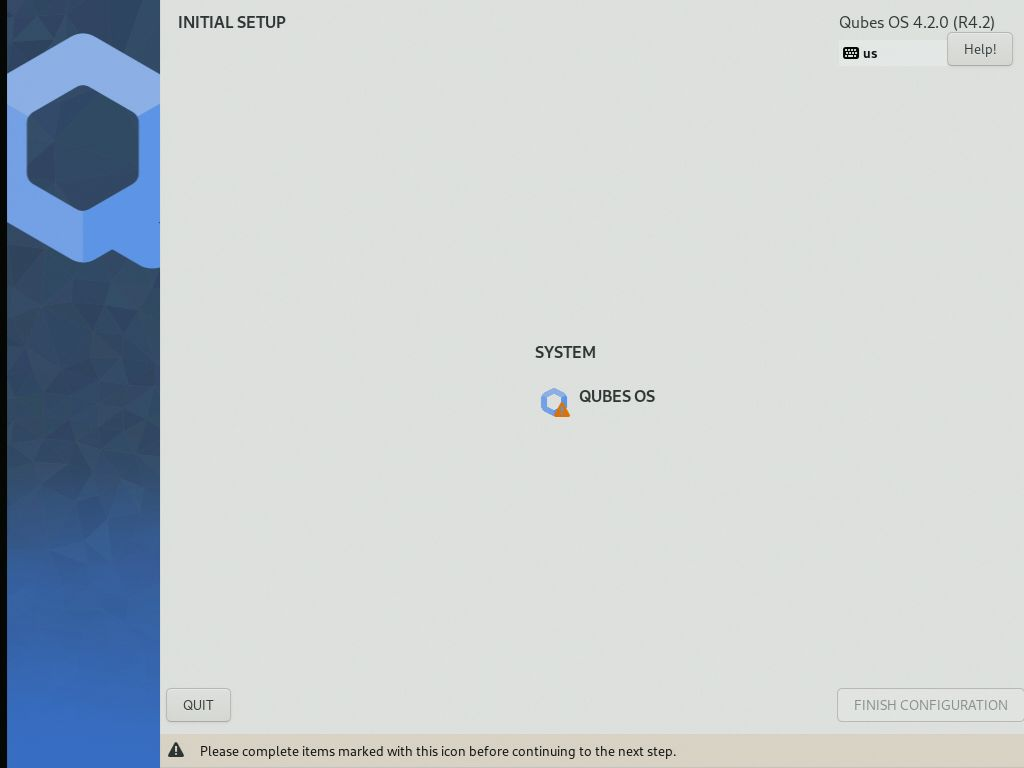 INITIAL SETUP
Qubes OS 4.2.0 (R4.2)
us
Help!
SYSTEM
QUBES OS
QUIT
FINISH CONFIGURATION
Please complete items marked with this icon before continuing to the next step.